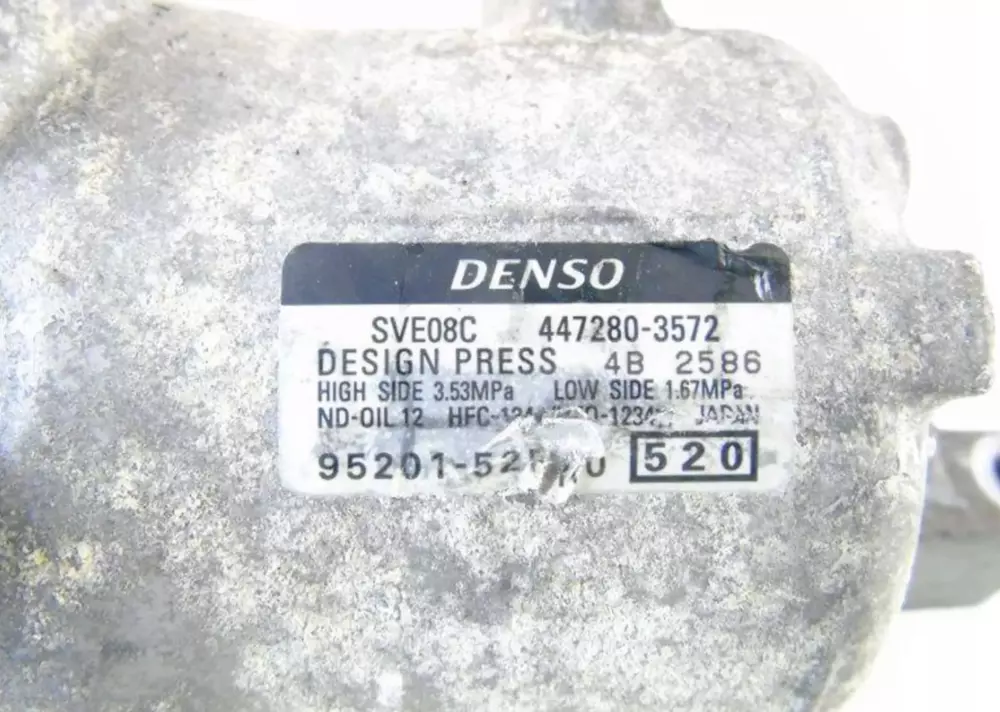 DENSO
SVE08C 447280-3572
DESIGN PRESS 4B 2586
HIGH SIDE 3.53MPa LOW SIDE 1.67MPa
ND-OIL 12 JAPAN
520